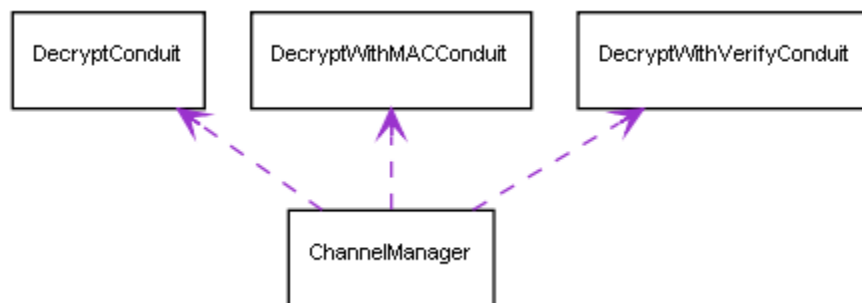 DecryptConduit
DecryptWithMACConduit
DecryptWithVerifyConduit
ChannelManager